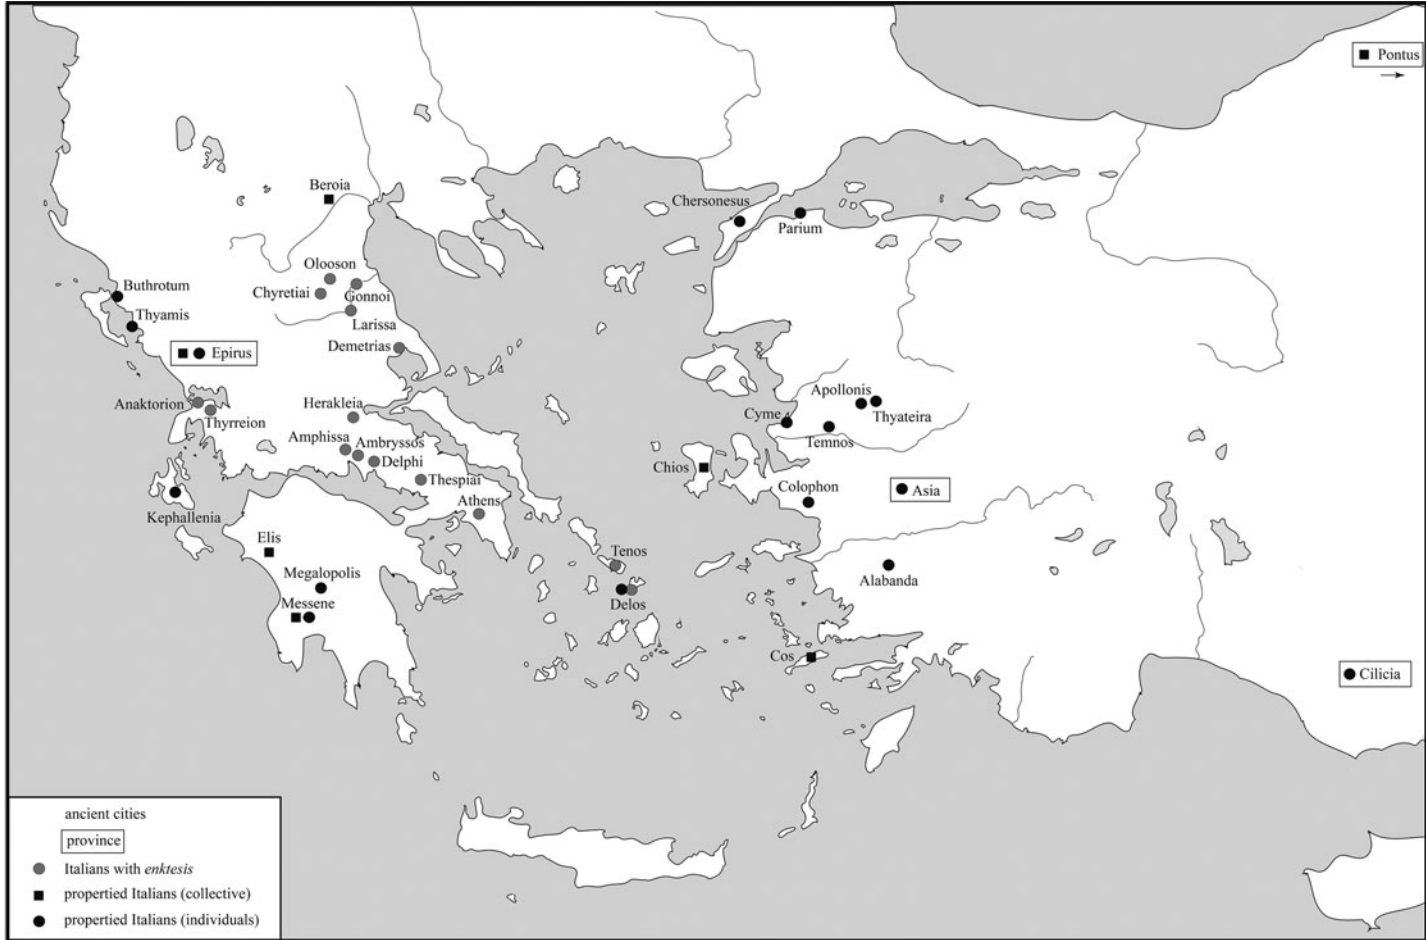 Pontus
Beroia
Chersonesus
Parium
Olooson
Buthrotum
Chyretiai
Gonnoi
Thyamis
Larissa
Demetrias
Epirus
Apollonis
Anaktorion
Herakleia
Thyateira
Cyme
Thyrreion
Temnos
Amphissa
Ambryssos
Delphi
Chios
Thespiai
Colophon
Asia
Athens
Kephallenia
Elis
Tenos
Megalopolis
Alabanda
Messene
Delos
Cos
Cilicia
ancient cities
province
Italians with enktesis
propertied Italians (collective)
propertied Italians (individuals)